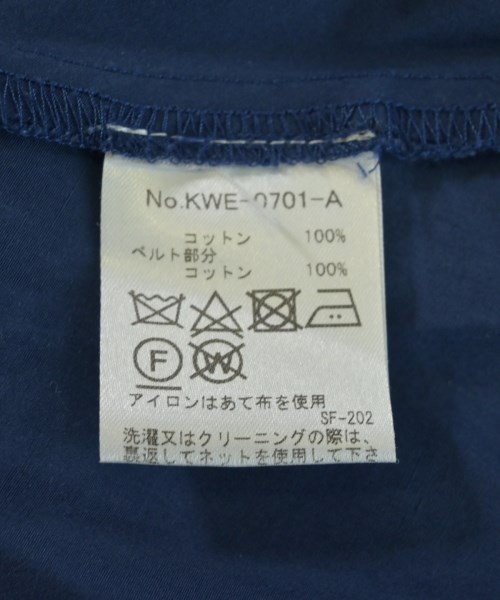 No.KWE-0701-A
コットン 100%
ベルト部分
コットン 100%
F W
アイロンはあて布を使用
SF-202
洗濯又はクリーニングの際は、
裏返してネットを使用して下さ